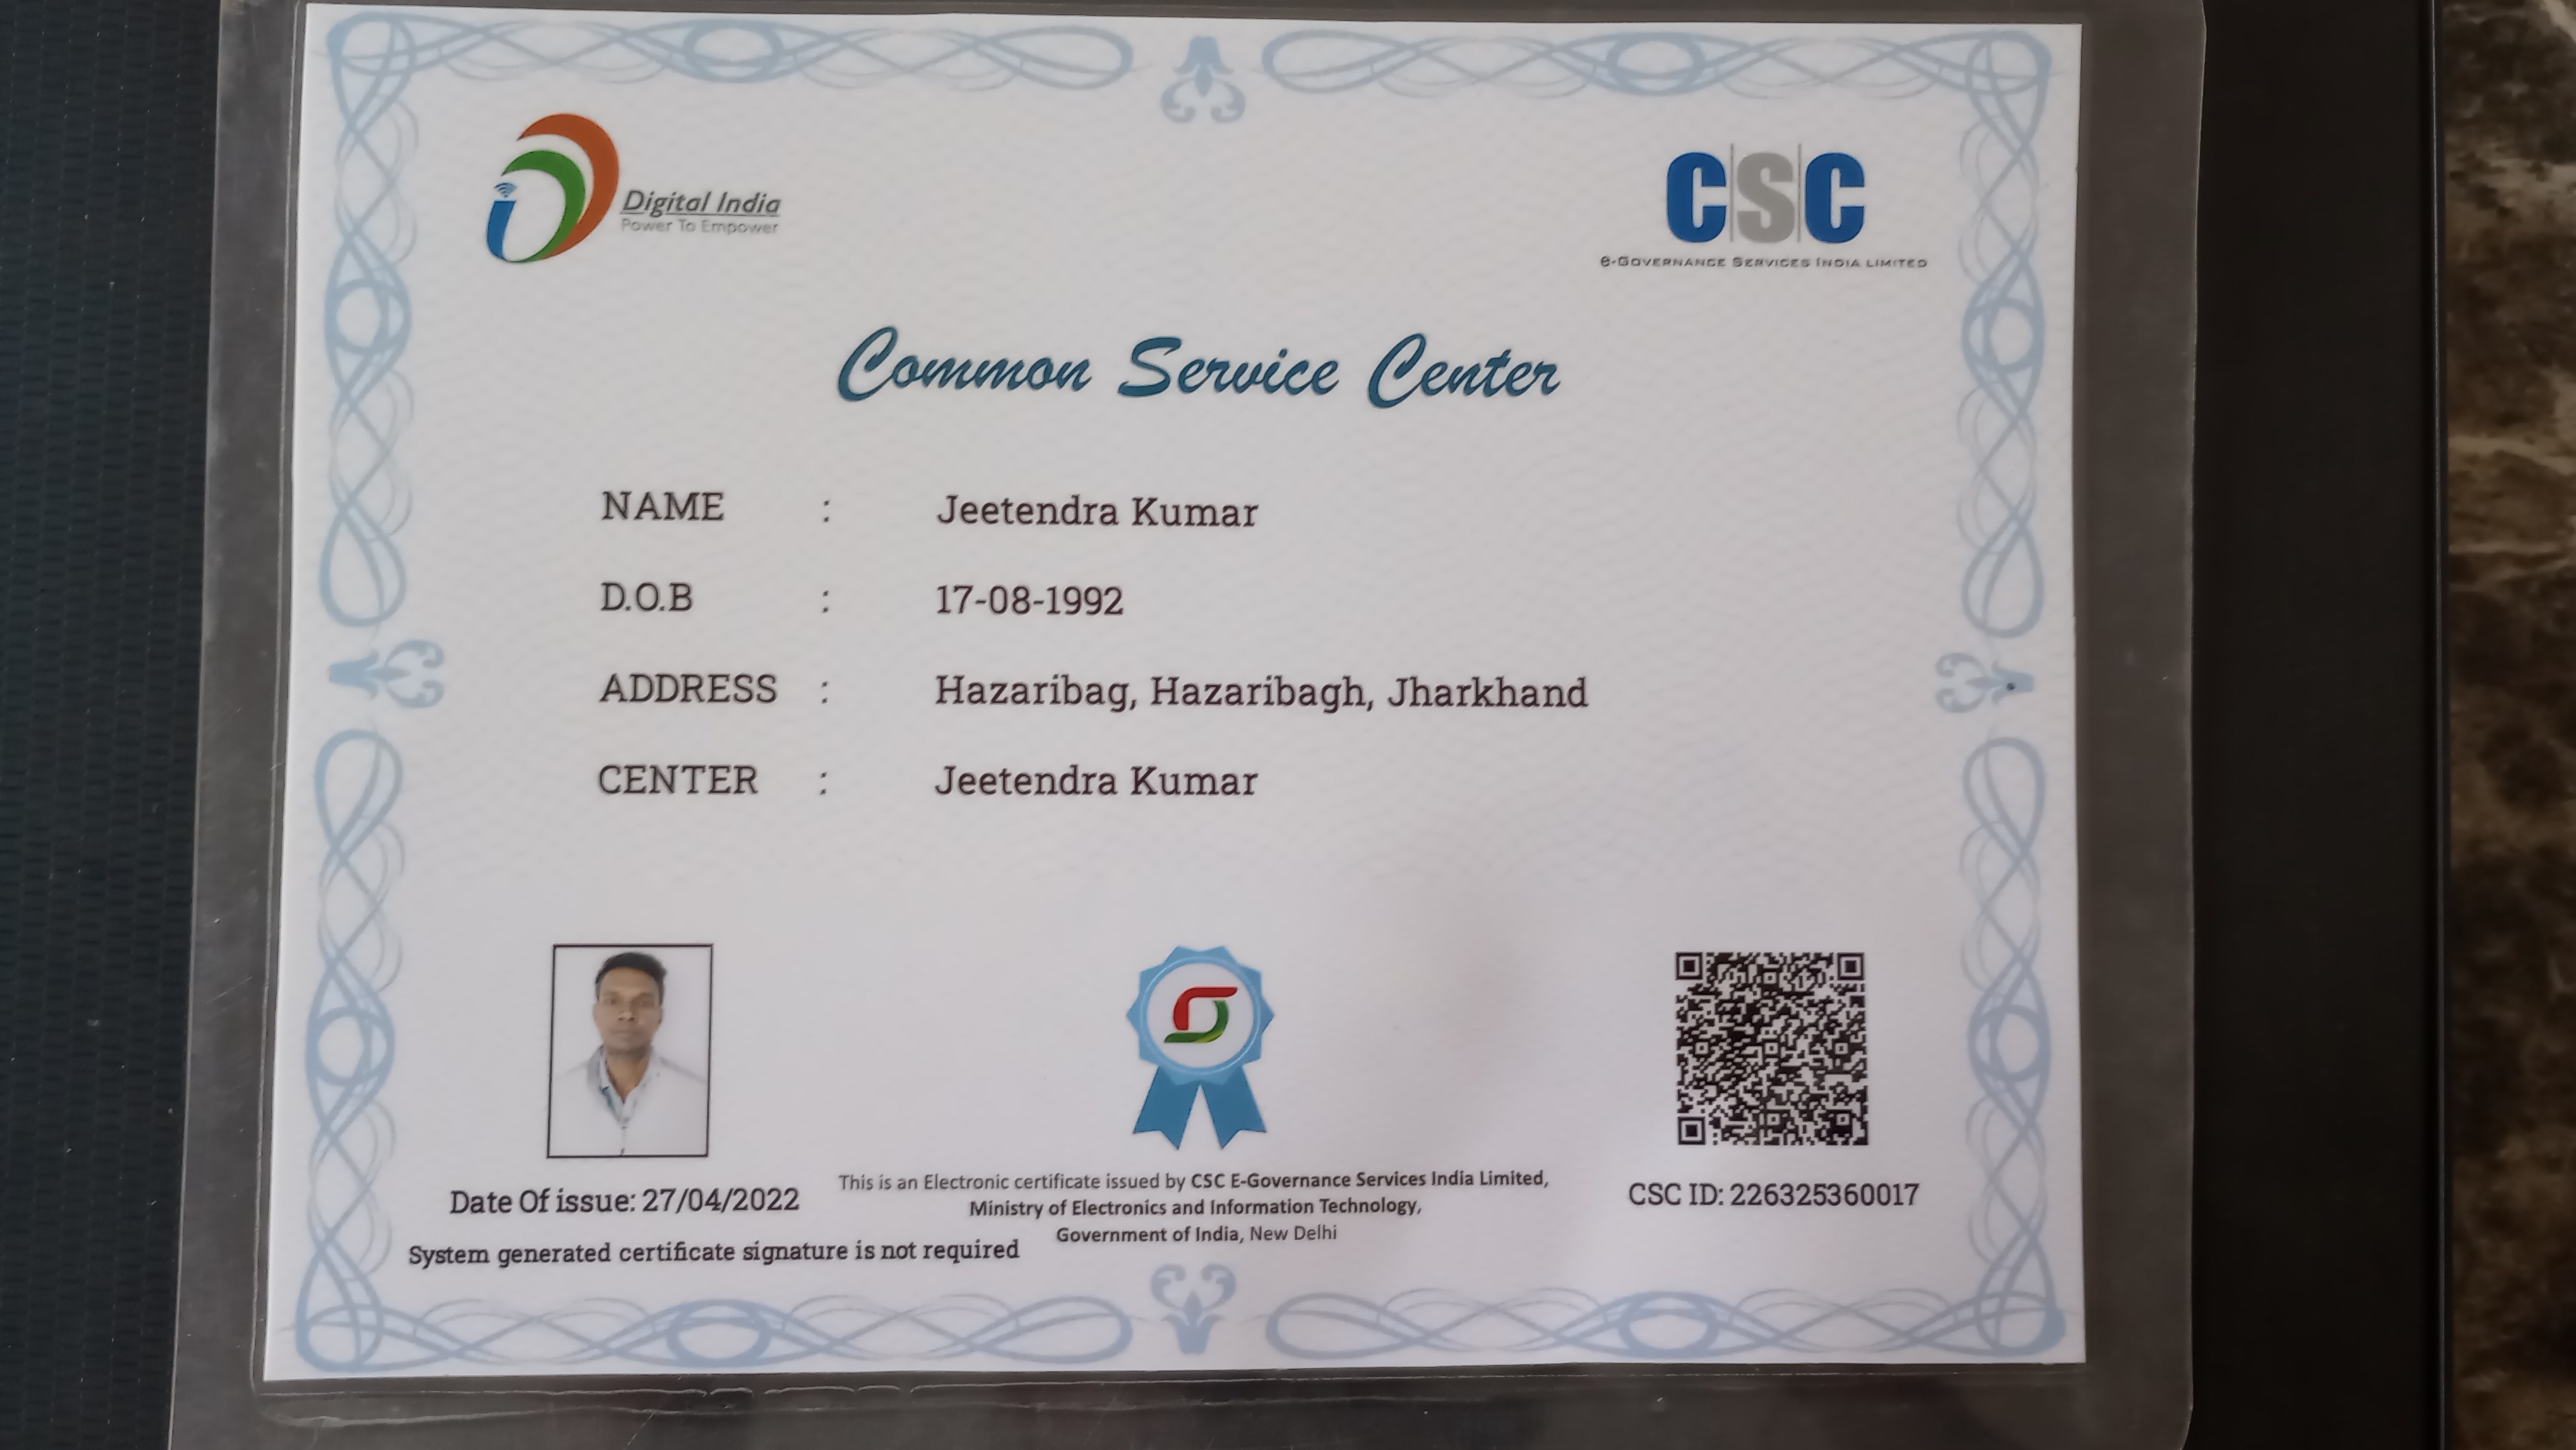 Digital India
Power To Empower
CSC
e-Governance Services India Limited
Common Service Center
NAME : Jeetendra Kumar
D.O.B : 17-08-1992
ADDRESS : Hazaribag, Hazaribagh, Jharkhand
CENTER : Jeetendra Kumar
Date Of issue: 27/04/2022
This is an Electronic certificate issued by CSC E-Governance Services India Limited,
Ministry of Electronics and Information Technology,
Government of India, New Delhi
CSC ID: 226325360017
System generated certificate signature is not required